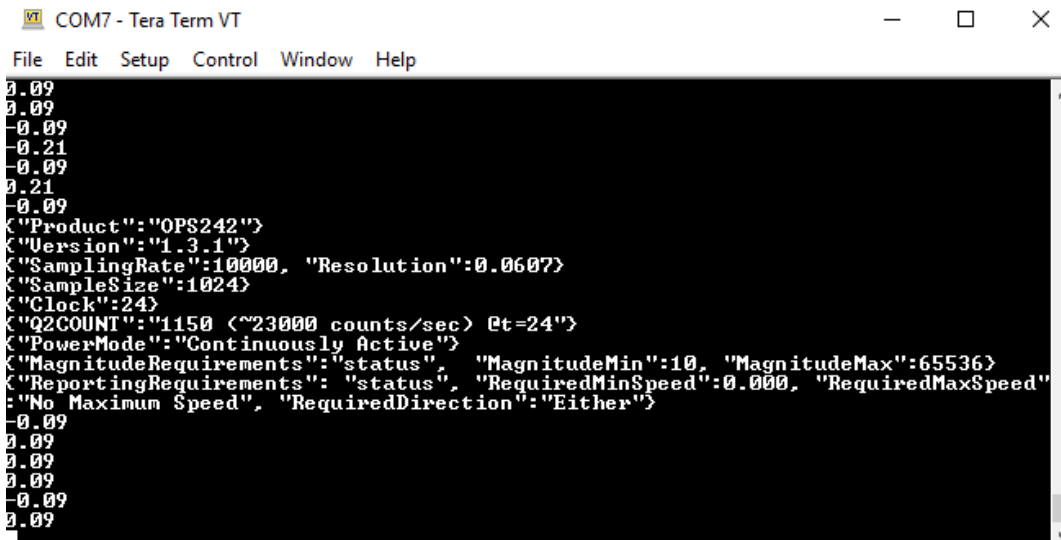 COM7 - Tera Term VT
File Edit Setup Control Window Help
0.09
0.09
-0.09
-0.21
-0.09
0.21
-0.09
{"Product":"OPS242"}
{"Version":"1.3.1"}
{"SamplingRate":10000, "Resolution":0.0607}
{"SampleSize":1024}
{"Clock":24}
{"Q2COUNT":"1150 (~23000 counts/sec) @t=24"}
{"PowerMode":"Continuously Active"}
{"MagnitudeRequirements":"status",  "MagnitudeMin":10, "MagnitudeMax":65536}
{"ReportingRequirements": "status", "RequiredMinSpeed":0.000, "RequiredMaxSpeed"
:"No Maximum Speed", "RequiredDirection":"Either"}
-0.09
0.09
0.09
0.09
-0.09
0.09